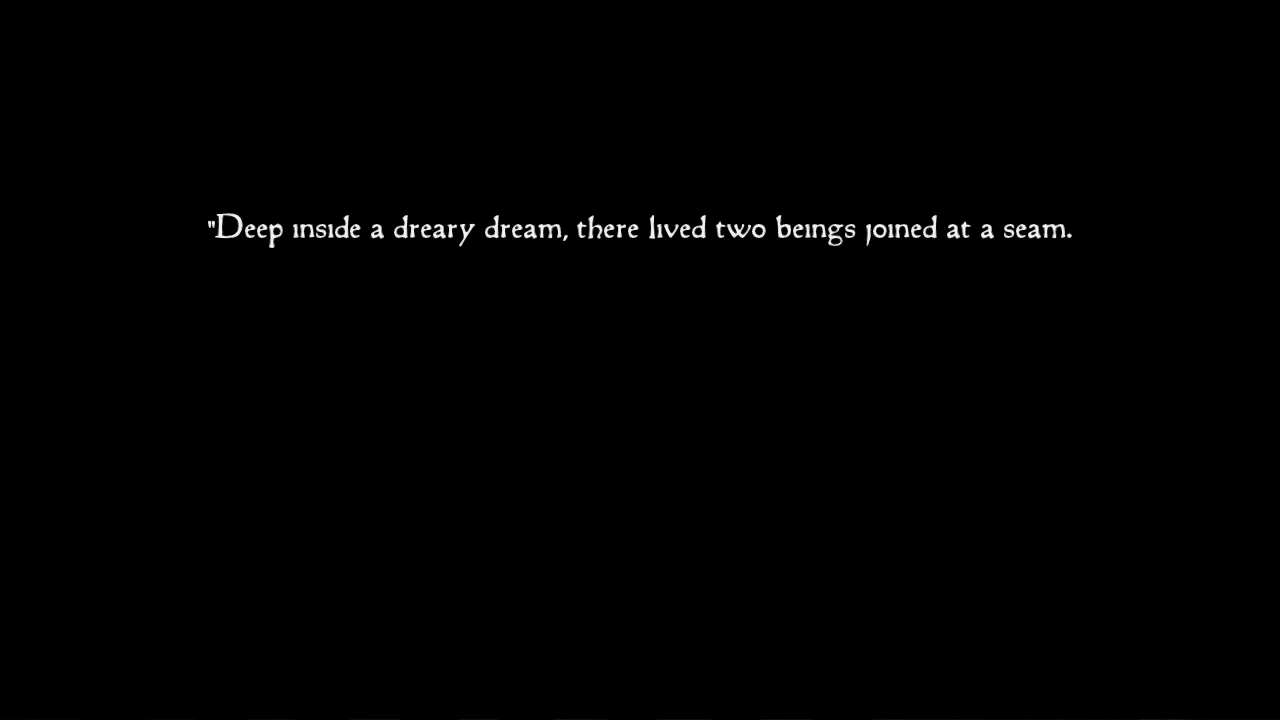 "Deep inside a dreary dream, there lived two beings joined at a seam.